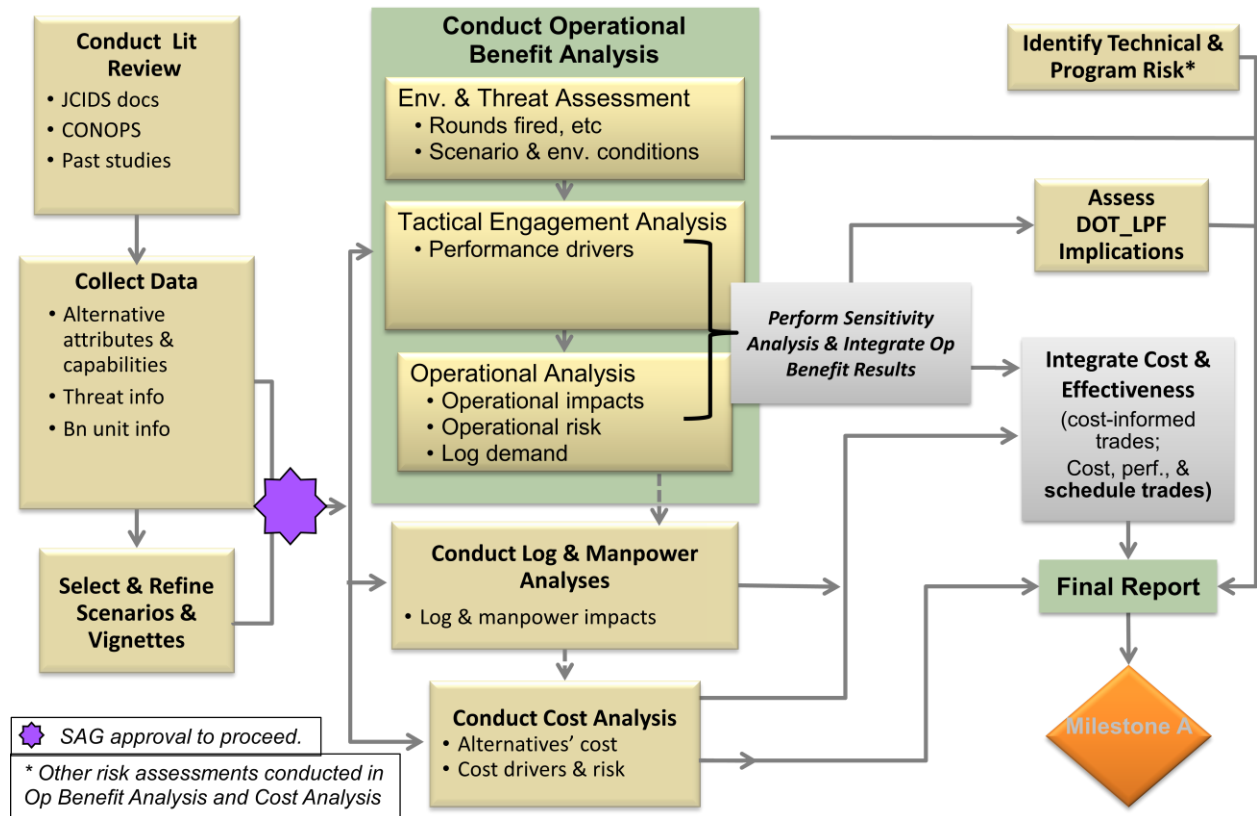 Conduct Lit
Review
• JCIDS docs
• CONOPS
• Past studies
Collect Data
• Alternative
attributes &
capabilities
• Threat info
• Bn unit info
Select & Refine
Scenarios &
Vignettes
SAG approval to proceed.
* Other risk assessments conducted in
Op Benefit Analysis and Cost Analysis
Conduct Operational
Benefit Analysis
Env. & Threat Assessment
• Rounds fired, etc
• Scenario & env. conditions
Tactical Engagement Analysis
• Performance drivers
Operational Analysis
• Operational impacts
• Operational risk
• Log demand
Perform Sensitivity
Analysis & Integrate Op
Benefit Results
Conduct Log & Manpower
Analyses
• Log & manpower impacts
Conduct Cost Analysis
• Alternatives’ cost
• Cost drivers & risk
Identify Technical &
Program Risk*
Assess
DOT_LPF
Implications
Integrate Cost &
Effectiveness
(cost-informed
trades;
Cost, perf., &
schedule trades)
Final Report
Milestone A